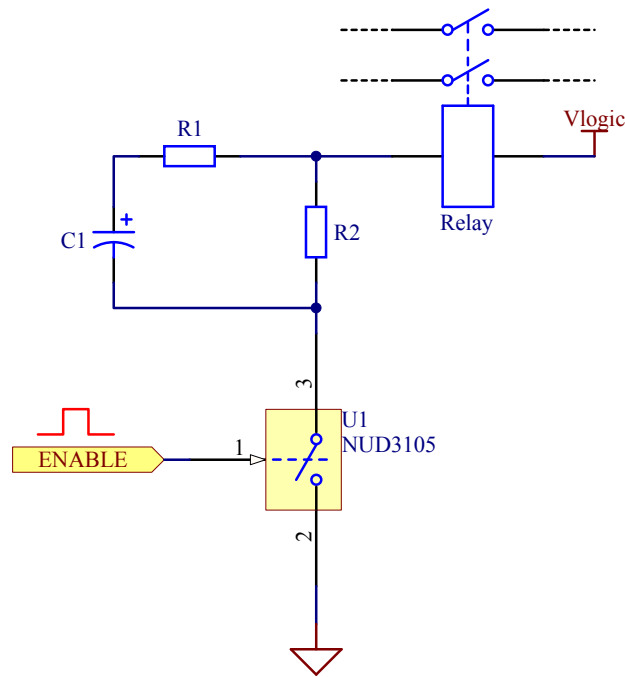 Vlogic
R1
Relay
R2
C1
+
3
U1
NUD3105
1
ENABLE
2